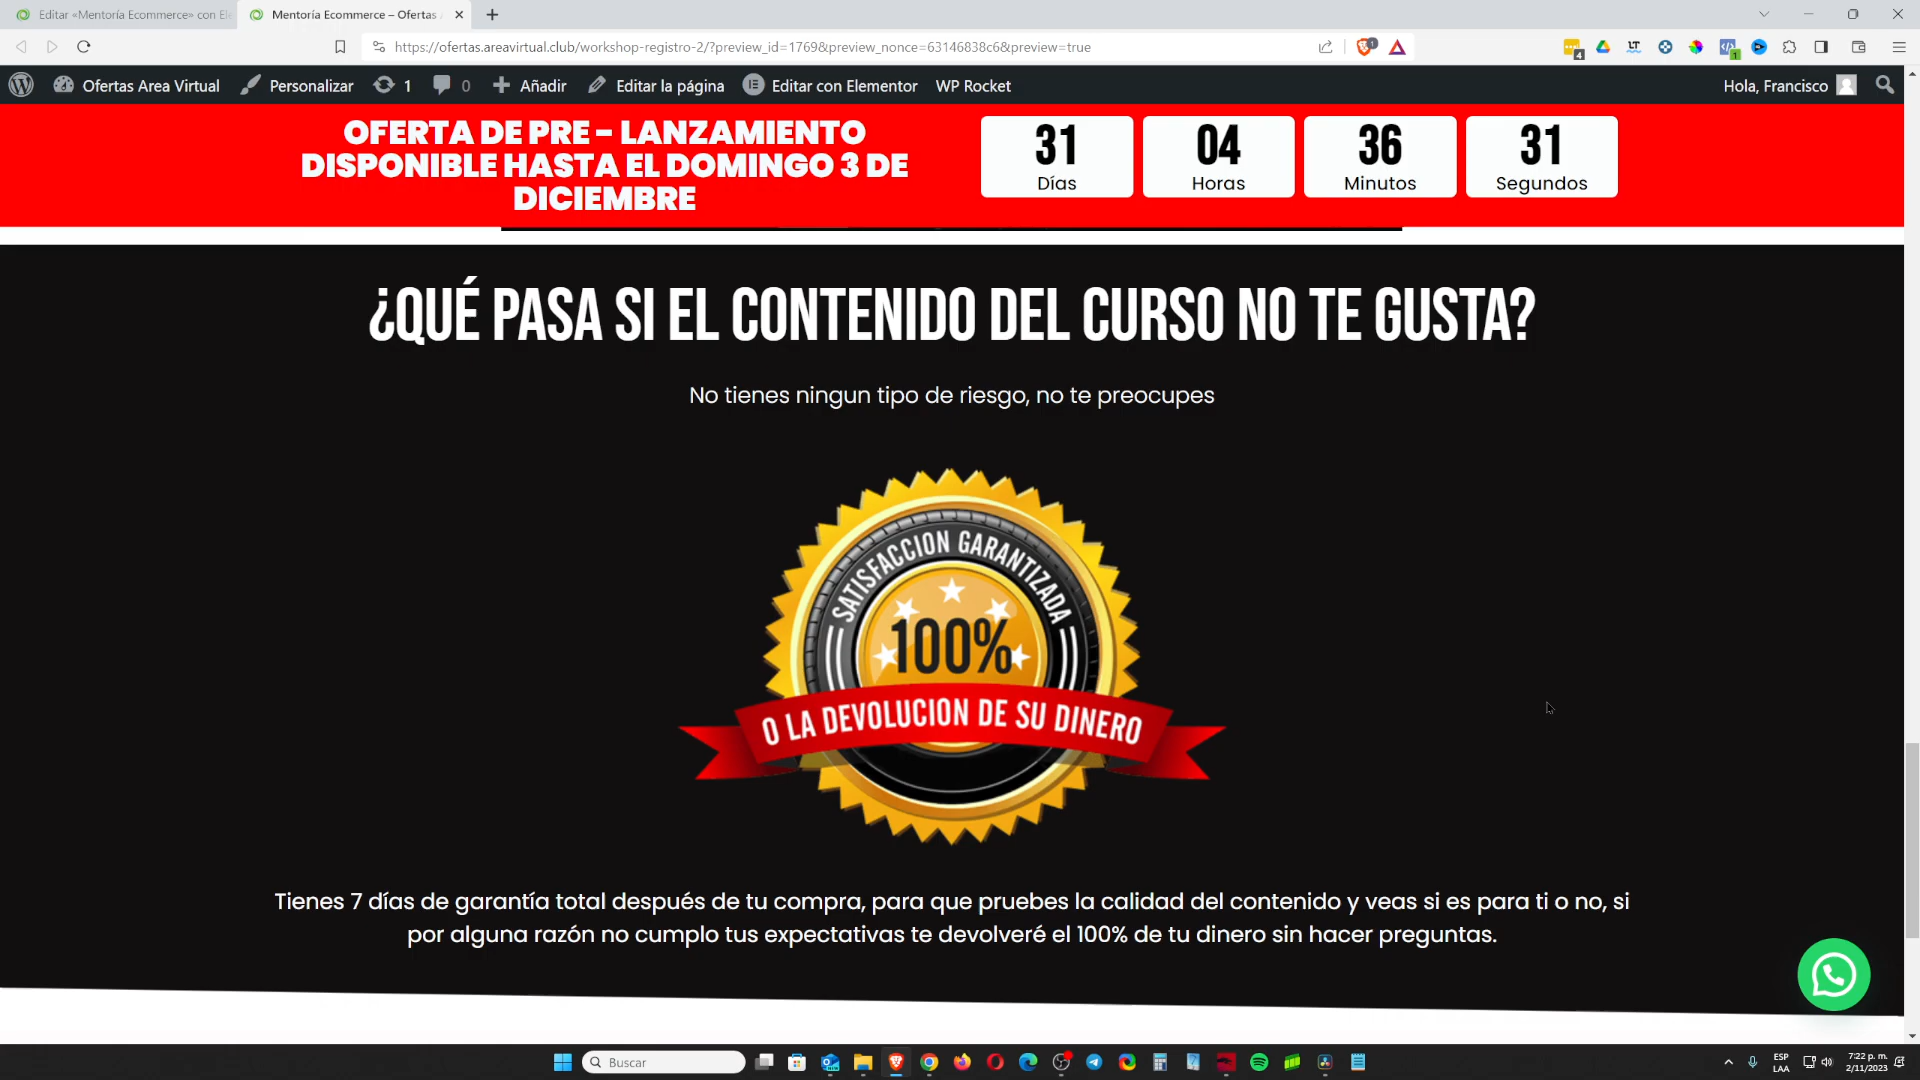 Editar «Mentoría Ecommerce» con El
Mentoría Ecommerce – Ofertas
https://ofertas.areavirtual.club/workshop-registro-2/?preview_id=1769&preview_nonce=63146838c6&preview=true
Ofertas Area Virtual
Personalizar
1
0
Añadir
Editar la página
Editar con Elementor
WP Rocket
Hola, Francisco
OFERTA DE PRE – LANZAMIENTO
DISPONIBLE HASTA EL DOMINGO 3 DE
DICIEMBRE
31
Días
04
Horas
36
Minutos
31
Segundos
¿QUÉ PASA SI EL CONTENIDO DEL CURSO NO TE GUSTA?
No tienes ningun tipo de riesgo, no te preocupes
SATISFACCION GARANTIZADA
100%
O LA DEVOLUCION DE SU DINERO
Tienes 7 días de garantía total después de tu compra, para que pruebes la calidad del contenido y veas si es para ti o no, si
por alguna razón no cumplo tus expectativas te devolveré el 100% de tu dinero sin hacer preguntas.
Buscar
ESP
LAA
7:22 p. m.
2/11/2023